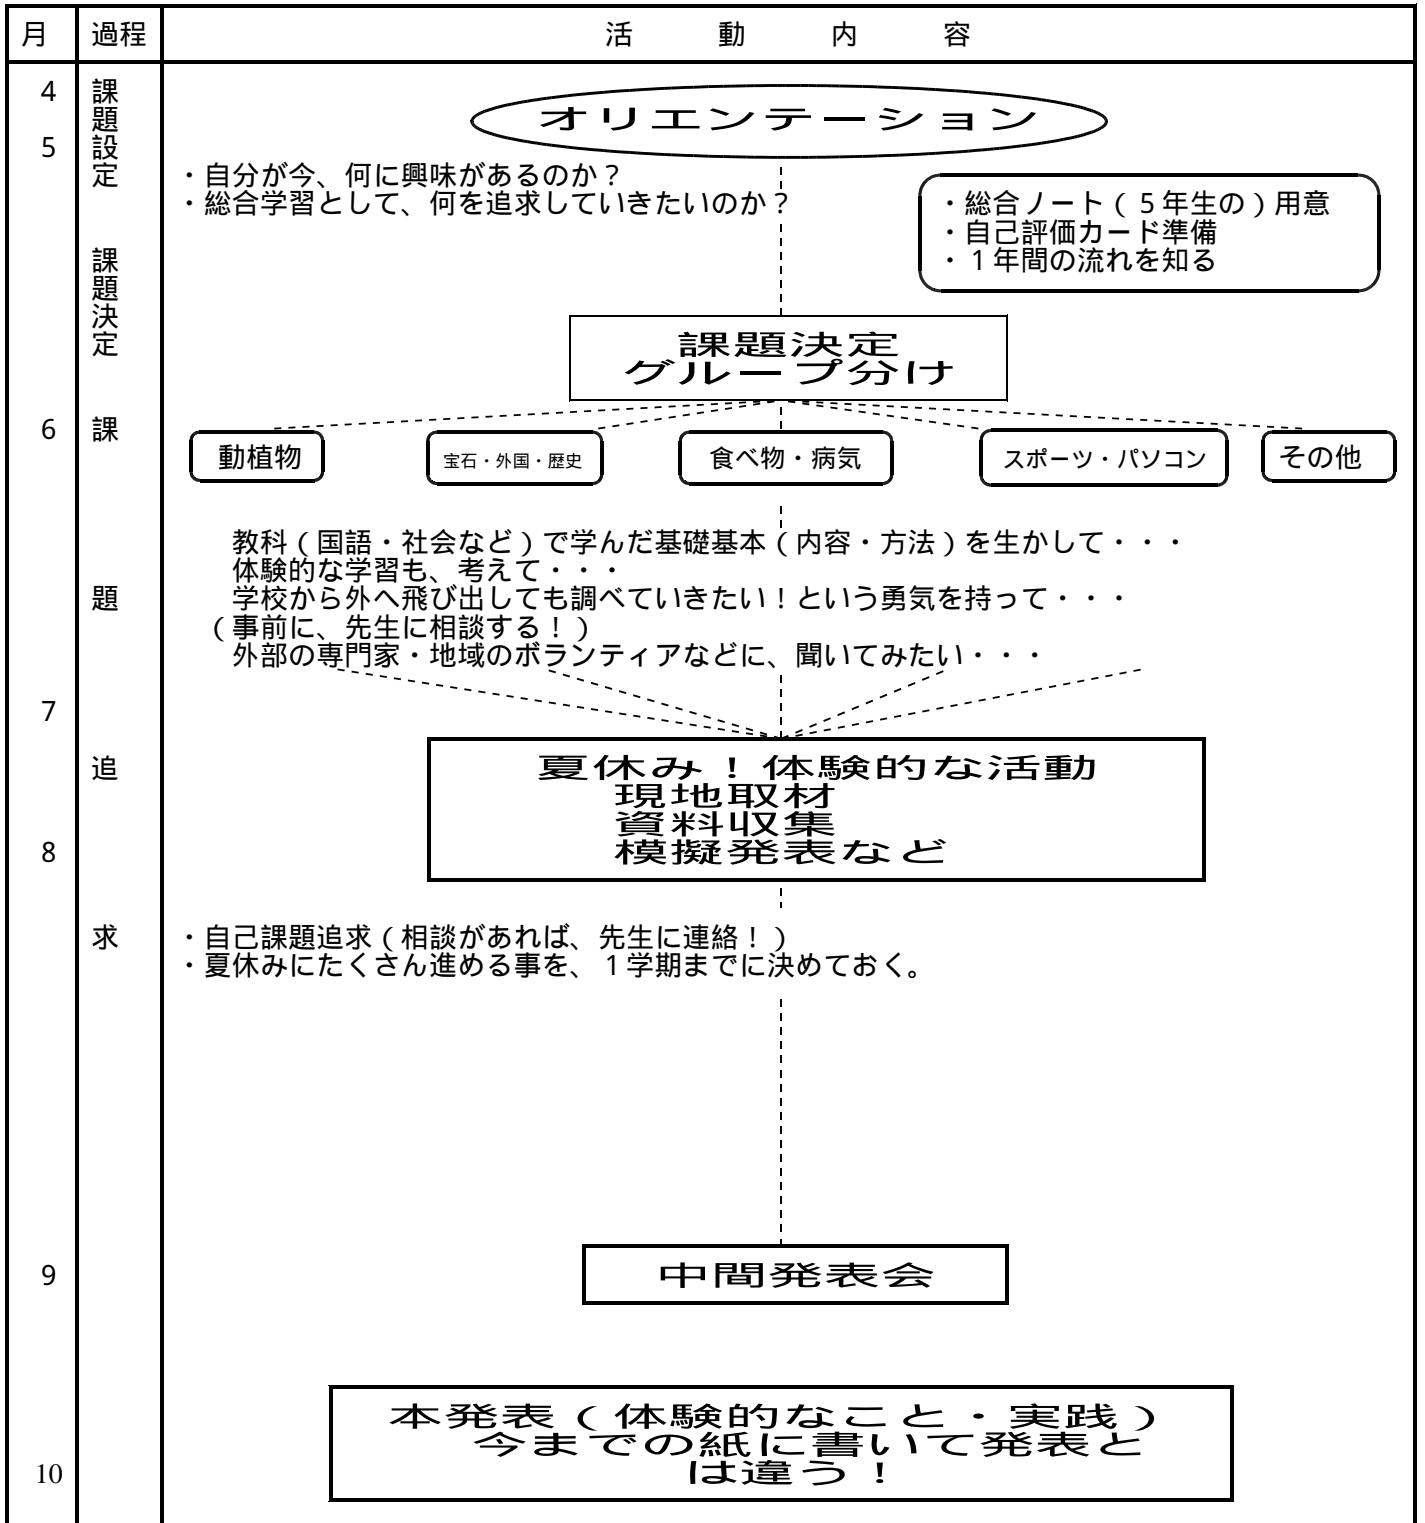 月 過程 活 動 内 容
4 課
題
オリエンテーション
5 設
定
・自分が今、何に興味があるのか？
・総合学習として、何を追求していきたいのか？
・総合ノート（５年生の）用意
・自己評価カード準備
・１年間の流れを知る
課
題
決
定
課題決定
グループ分け
6 課
動植物 宝石・外国・歴史 食べ物・病気 スポーツ・パソコン その他
教科（国語・社会など）で学んだ基礎基本（内容・方法）を生かして・・・
体験的な学習も、考えて・・・
題 学校から外へ飛び出しても調べていきたい！という勇気を持って・・・
（事前に、先生に相談する！）
外部の専門家・地域のボランティアなどに、聞いてみたい・・・
7
追 夏休み！体験的な活動
現地取材
資料収集
8 模擬発表など
求 ・自己課題追求（相談があれば、先生に連絡！）
・夏休みにたくさん進める事を、１学期までに決めておく。
9 中間発表会
本発表（体験的なこと・実践）
今までの紙に書いて発表と
10 は違う！